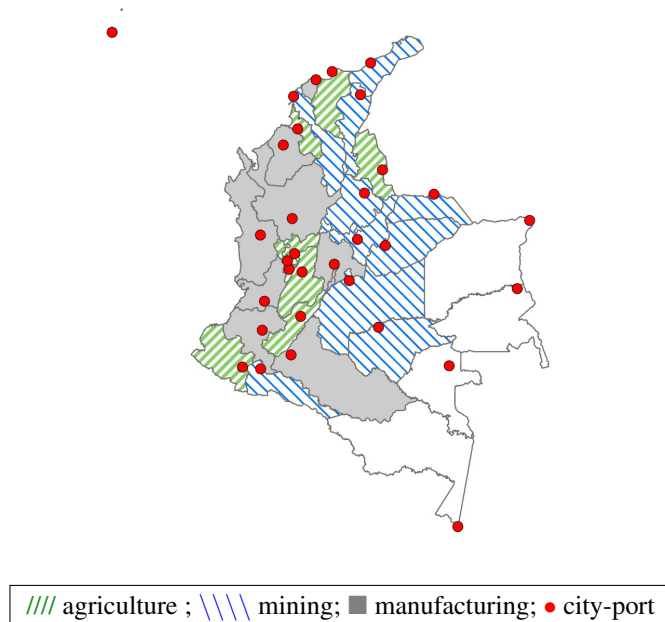 //// agriculture ; \\\\ mining; ■ manufacturing; • city-port